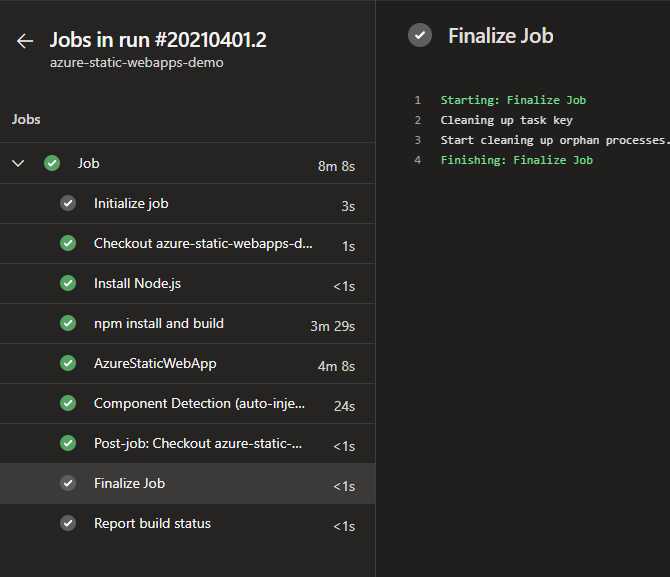 Jobs in run #20210401.2
azure-static-webapps-demo
Jobs
Job 8m 8s
Initialize job 3s
Checkout azure-static-webapps-d... 1s
Install Node.js <1s
npm install and build 3m 29s
AzureStaticWebApp 4m 8s
Component Detection (auto-inje... 24s
Post-job: Checkout azure-static-... <1s
Finalize Job <1s
Report build status <1s
Finalize Job
1 Starting: Finalize Job
2 Cleaning up task key
3 Start cleaning up orphan processes.
4 Finishing: Finalize Job